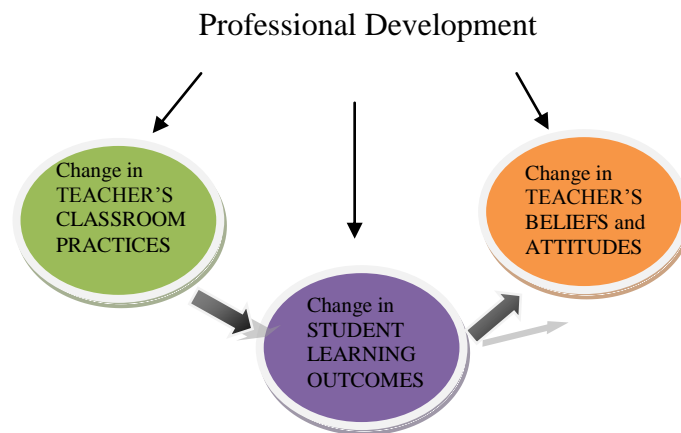 Professional Development
Change in
TEACHER’S
CLASSROOM
PRACTICES
Change in
STUDENT
LEARNING
OUTCOMES
Change in
TEACHER’S
BELIEFS and
ATTITUDES